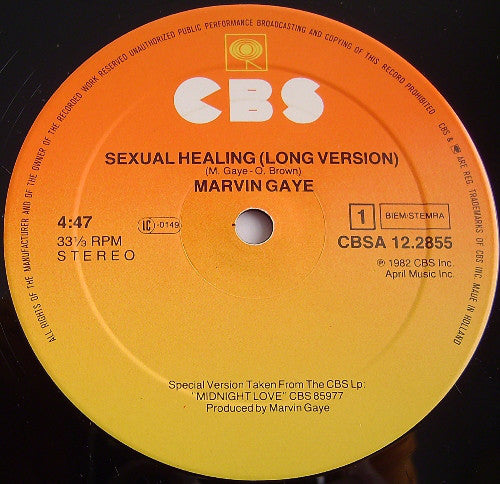 ALL RIGHTS OF THE MANUFACTURER AND OF THE OWNER OF THE RECORDED WORK RESERVED UNAUTHORIZED PUBLIC PERFORMANCE BROADCASTING AND COPYING OF THIS RECORD PROHIBITED
CBS & ARE REG. TRADEMARKS OF CBS INC. MADE IN HOLLAND
CBS
SEXUAL HEALING (LONG VERSION)
(M. Gaye - O. Brown)
MARVIN GAYE
4:47
33⅓ RPM
STEREO
LC 0149
1 BIEM/STEMRA
CBSA 12.2855
℗ 1982 CBS Inc.
April Music Inc.
Special Version Taken From The CBS Lp:
"MIDNIGHT LOVE" CBS 85977
Produced by Marvin Gaye